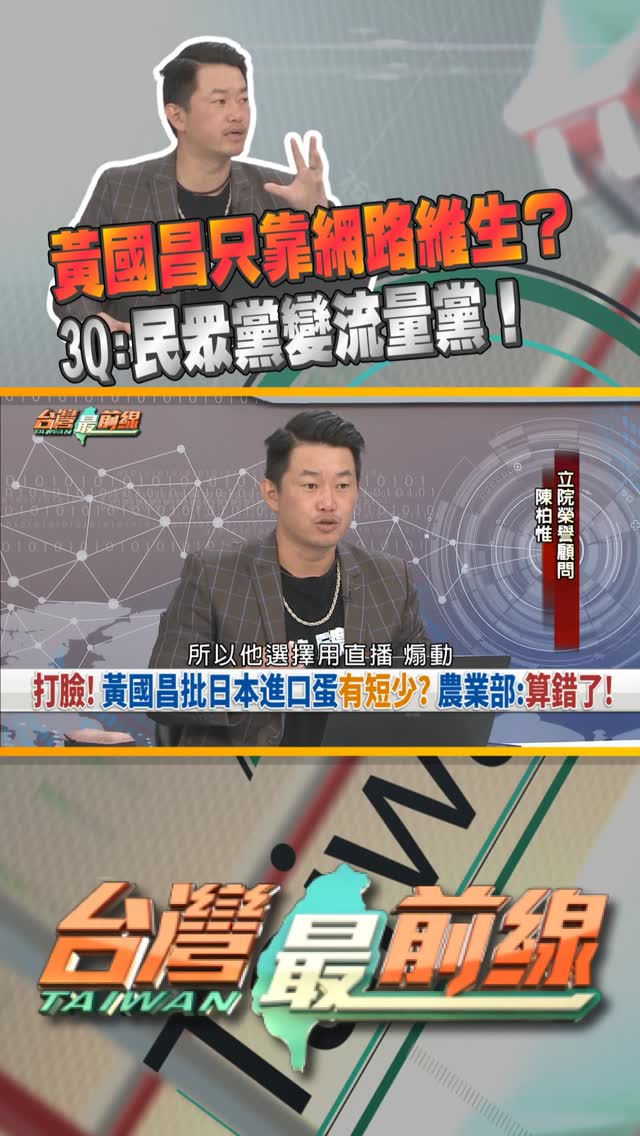 黃國昌只靠網路維生？
3Q:民眾黨變流量黨！
台灣最前線
TAIWAN
立院榮譽顧問
陳柏惟
所以他選擇用直播 煽動
打臉! 黃國昌批日本進口蛋有短少? 農業部:算錯了!
台灣最前線
TAIWAN